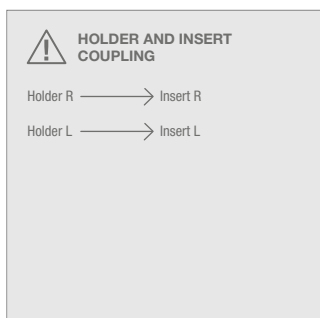 HOLDER AND INSERT
COUPLING
Holder R → Insert R
Holder L → Insert L